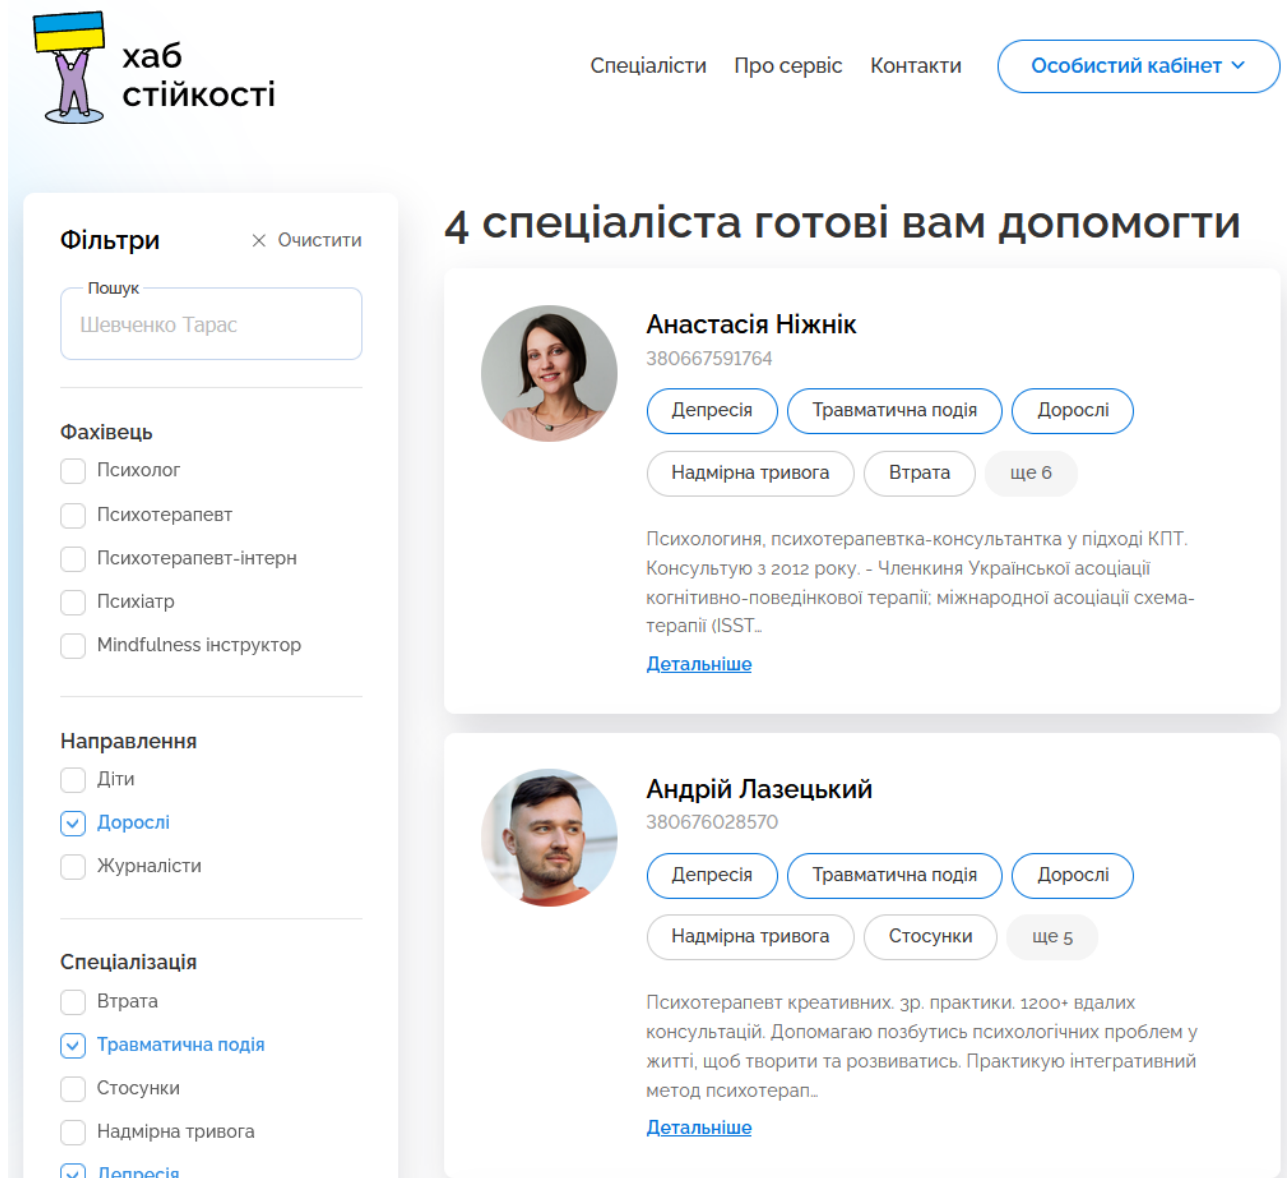 хаб
стійкості
Спеціалісти Про сервіс Контакти Особистий кабінет
Фільтри Очистити
Пошук
Шевченко Тарас
Фахівець
Психолог
Психотерапевт
Психотерапевт-інтерн
Психіатр
Mindfulness інструктор
Направлення
Діти
Дорослі
Журналісти
Спеціалізація
Втрата
Травматична подія
Стосунки
Надмірна тривога
Депресія
4 спеціаліста готові вам допомогти
Анастасія Ніжнік
380667591764
Депресія Травматична подія Дорослі
Надмірна тривога Втрата ще 6
Психологиня, психотерапевтка-консультантка у підході КПТ.
Консультую з 2012 року. - Членкиня Української асоціації
когнітивно-поведінкової терапії; міжнародної асоціації схема-
терапії (ISST...
Детальніше
Андрій Лазецький
380676028570
Депресія Травматична подія Дорослі
Надмірна тривога Стосунки ще 5
Психотерапевт креативних. 3р. практики. 1200+ вдалих
консультацій. Допомагаю позбутись психологічних проблем у
житті, щоб творити та розвиватись. Практикую інтегративний
метод психотерап...
Детальніше